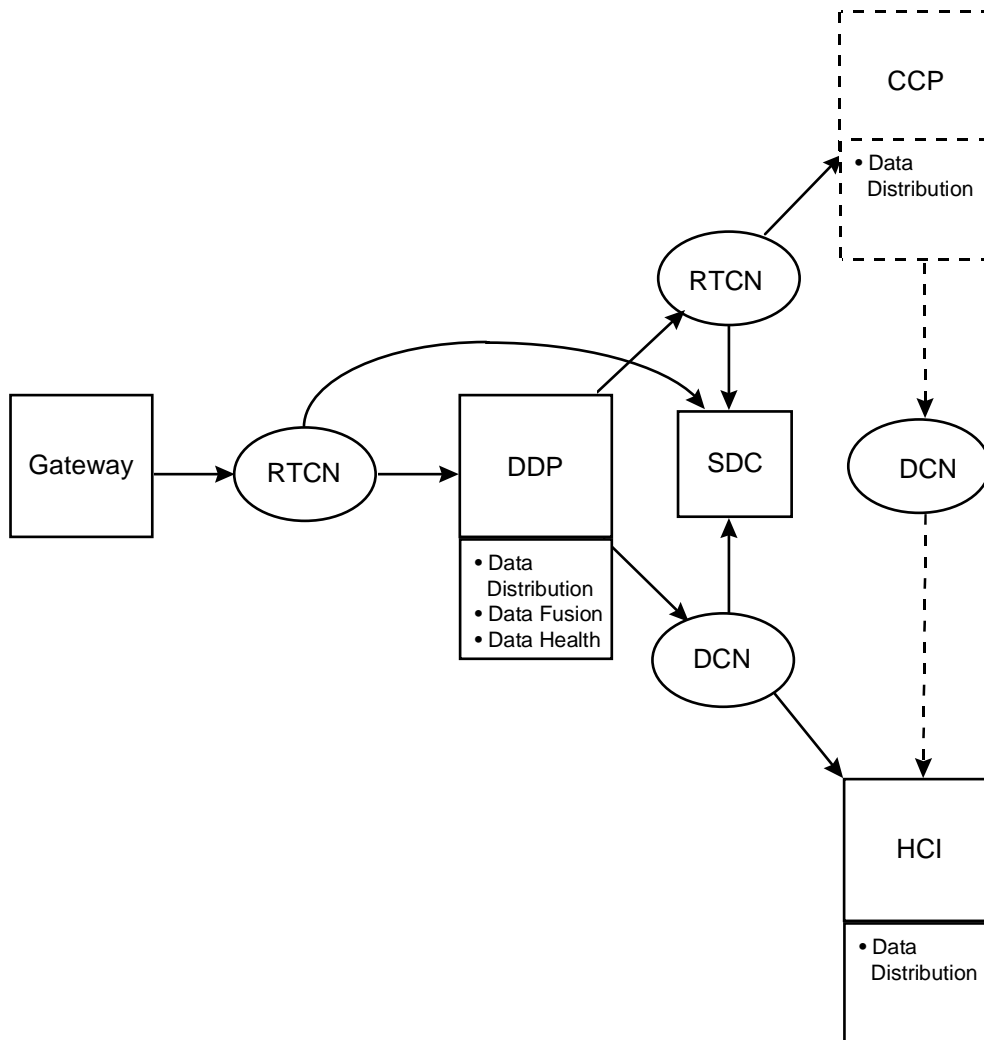 CCP
• Data
Distribution
RTCN
Gateway
RTCN
DDP
SDC
DCN
• Data
Distribution
• Data Fusion
• Data Health
DCN
HCI
• Data
Distribution